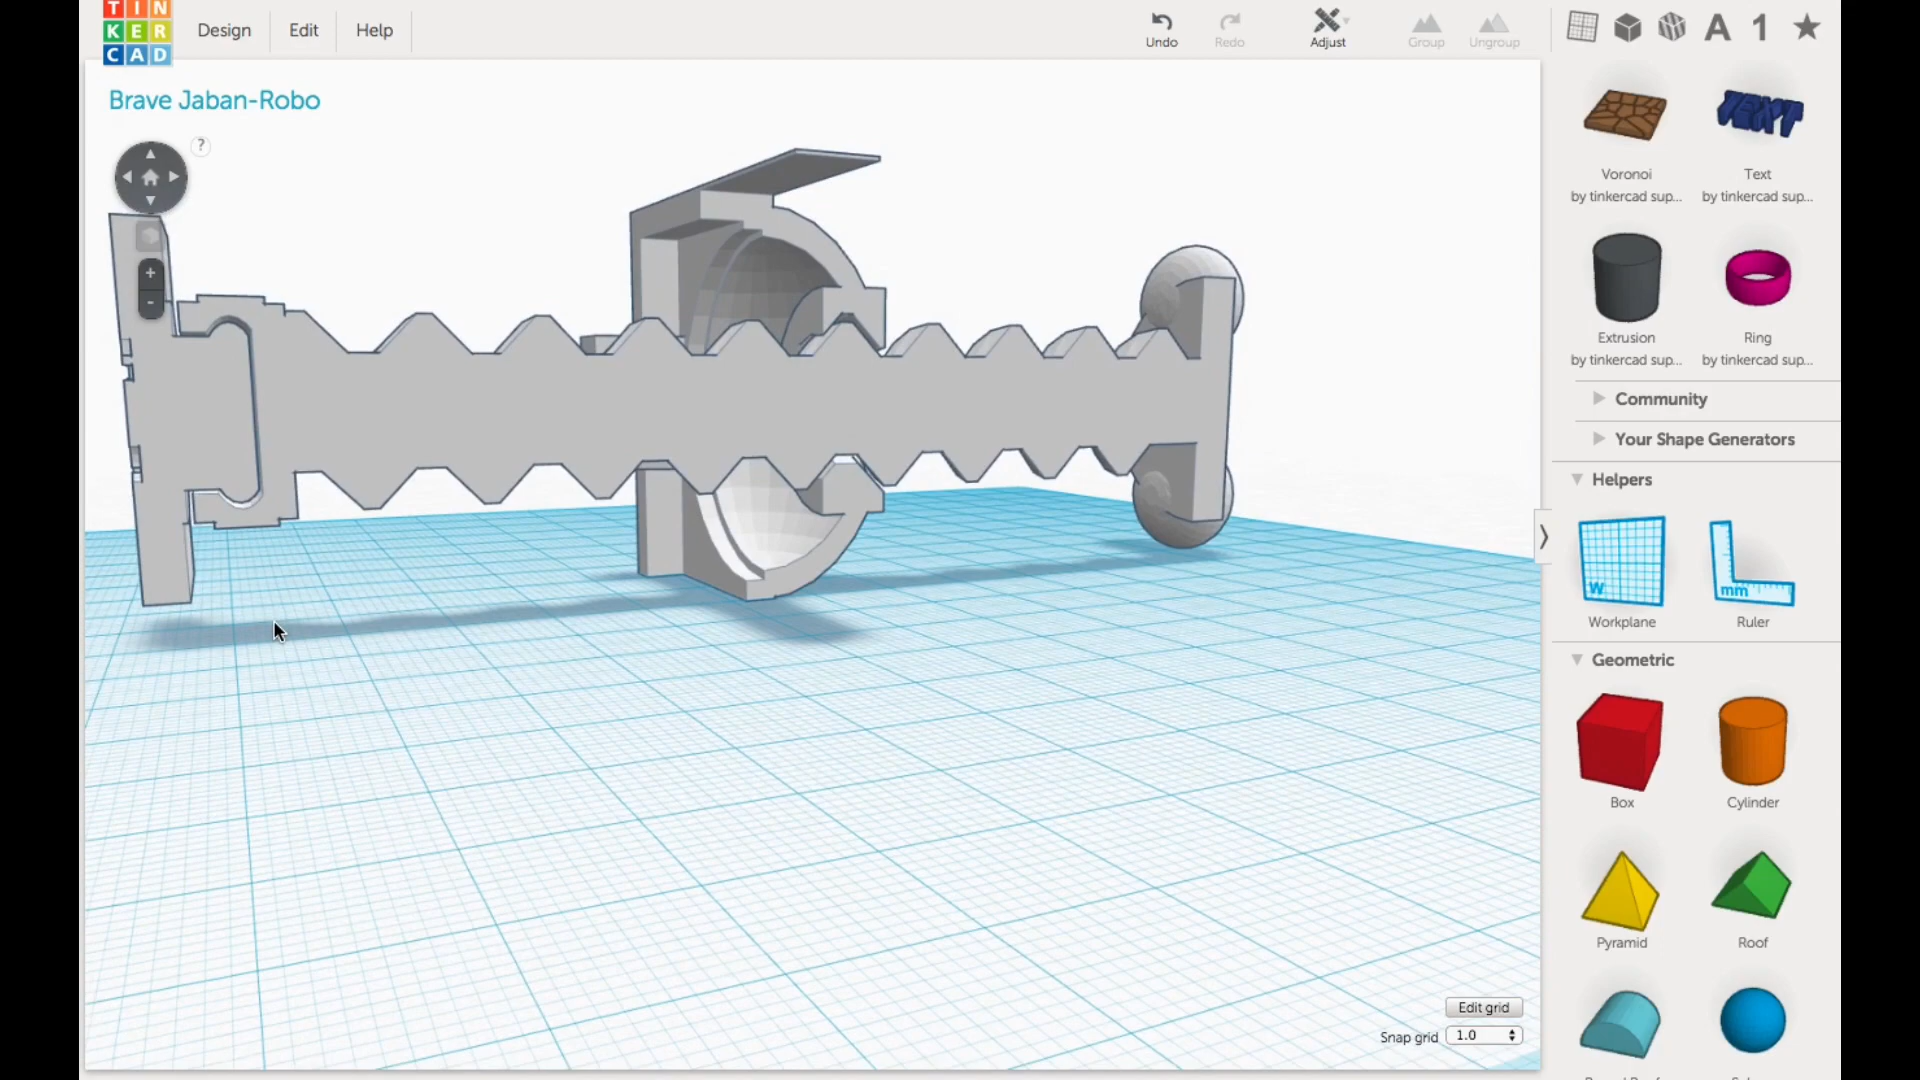 TIN
KER
CAD
Design
Edit
Help
Undo
Redo
Adjust
Group
Ungroup
A
1
Brave Jaban-Robo
?
+
-
TEXT
Voronoi
by tinkercad sup...
Text
by tinkercad sup...
Extrusion
by tinkercad sup...
Ring
by tinkercad sup...
Community
Your Shape Generators
Helpers
W
mm
Workplane
Ruler
Geometric
Box
Cylinder
Pyramid
Roof
Edit grid
Snap grid
1.0